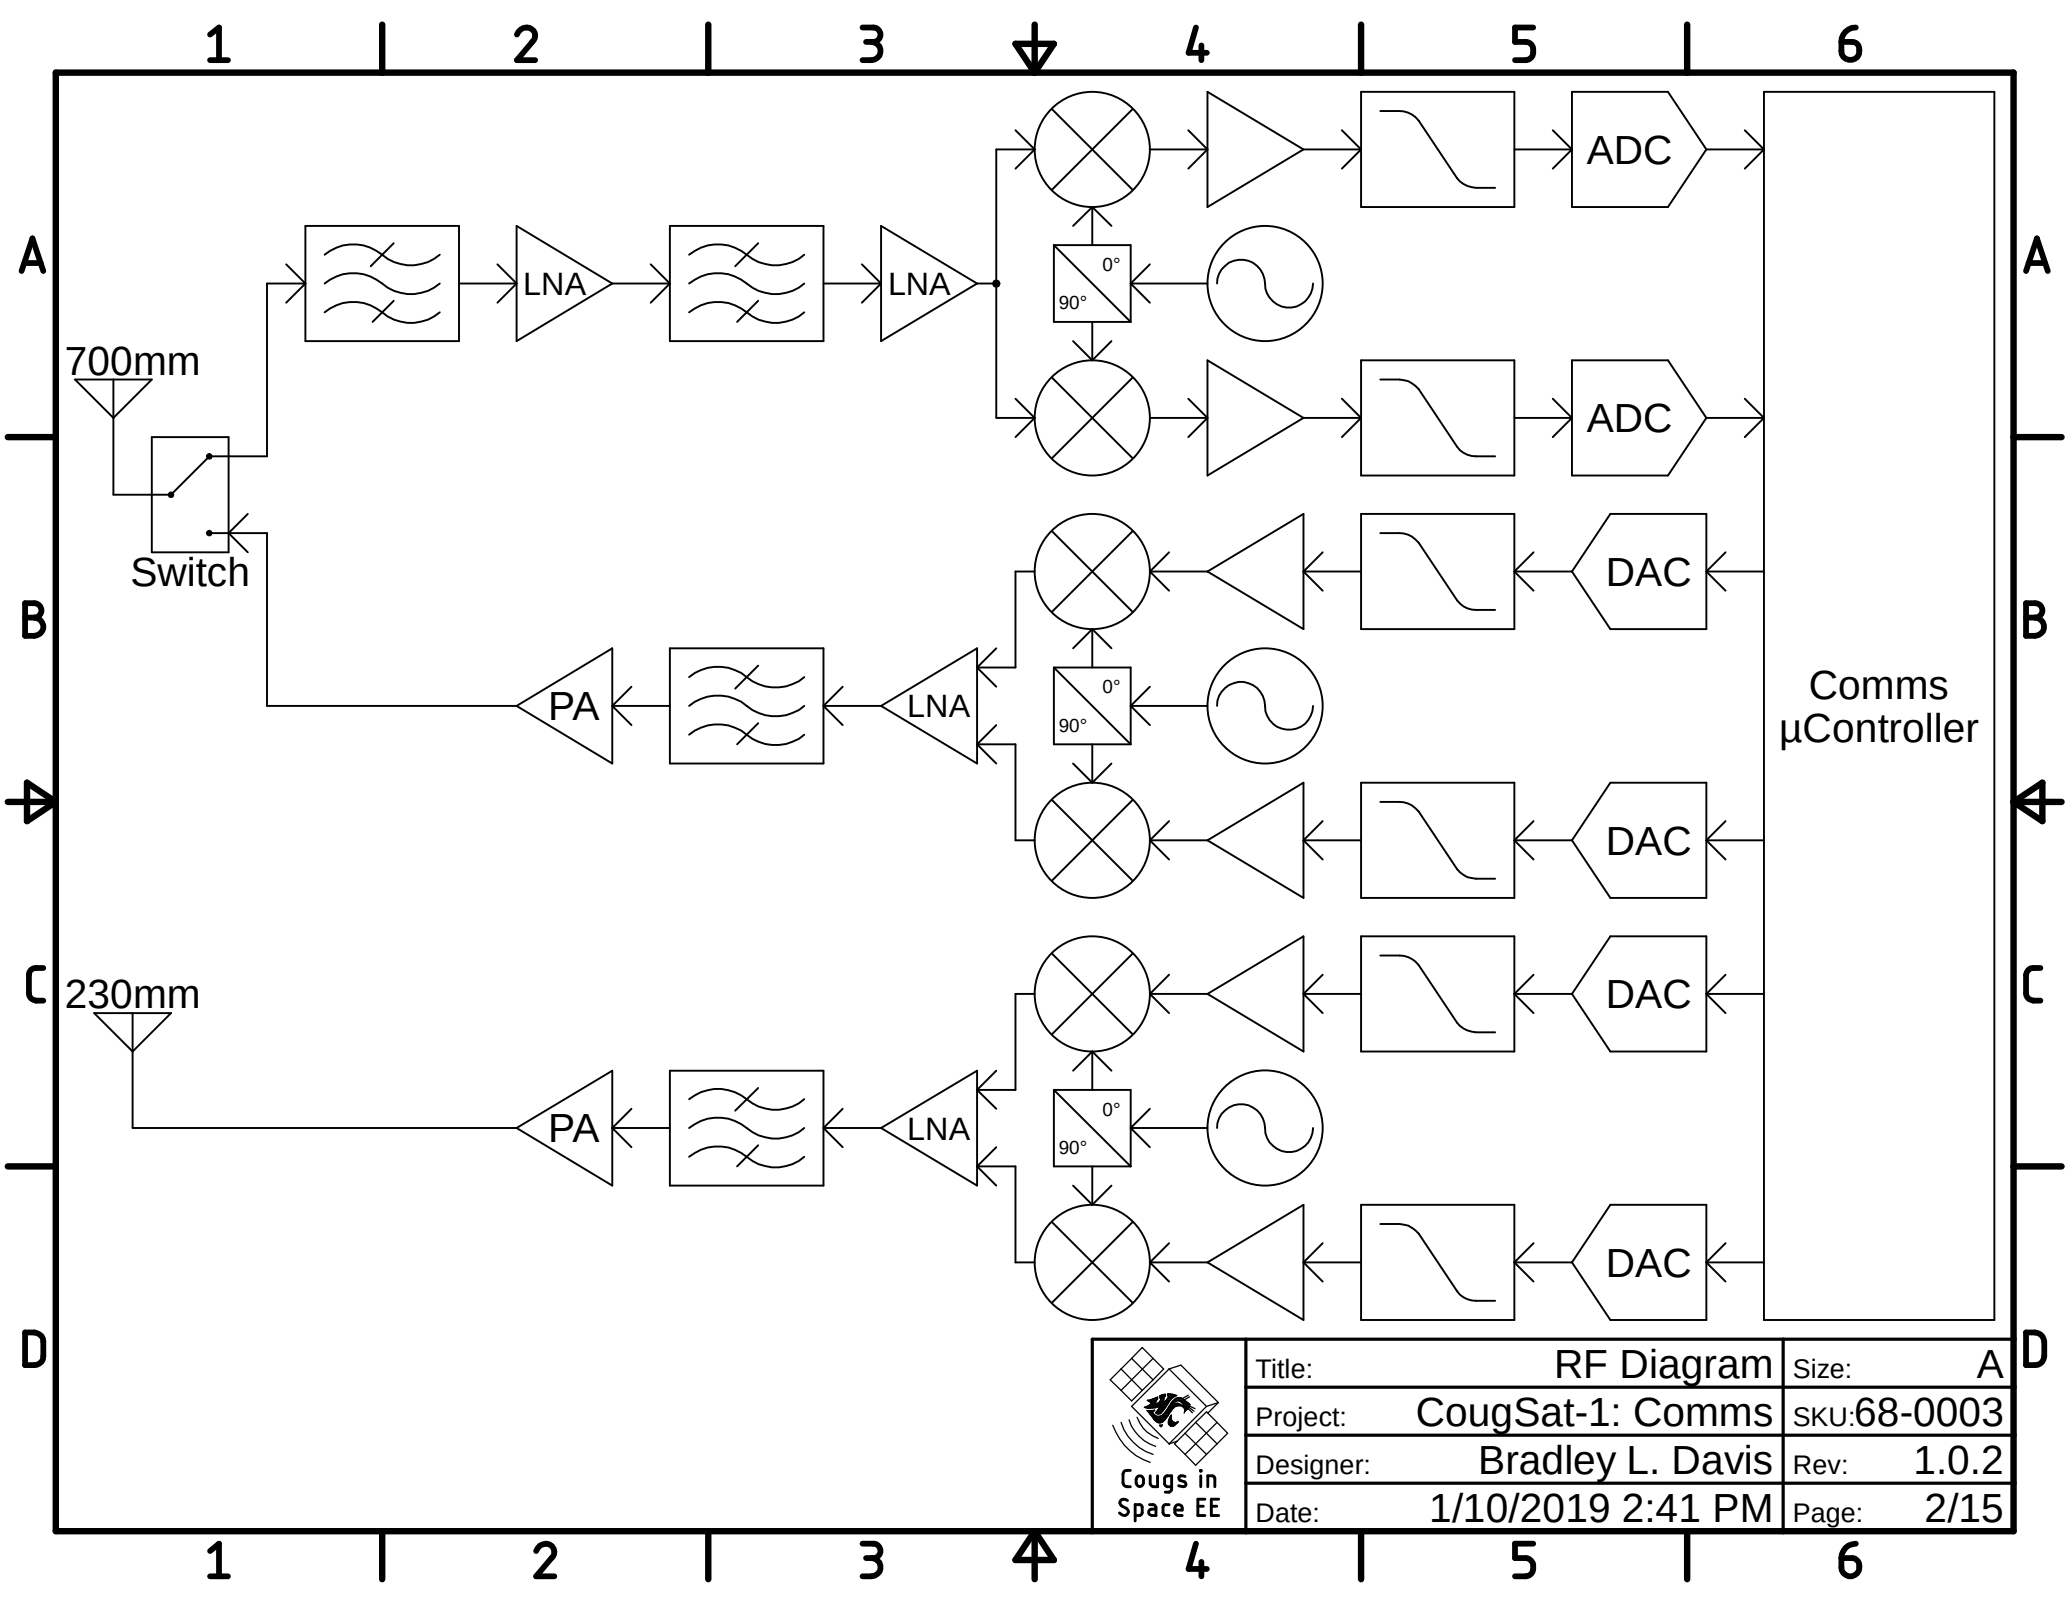 1 2 3 4 5 6
A A
ADC
0°
90°
LNA LNA
700mm
ADC
Switch
DAC
B B
0°
90°
PA LNA
Comms
µController
DAC
C C
230mm
DAC
0°
90°
PA LNA
DAC
D D
Title: RF Diagram Size: A
Project: CougSat-1: Comms SKU: 68-0003
Designer: Bradley L. Davis Rev: 1.0.2
Date: 1/10/2019 2:41 PM Page: 2/15
Cougs in
Space EE
1 2 3 4 5 6